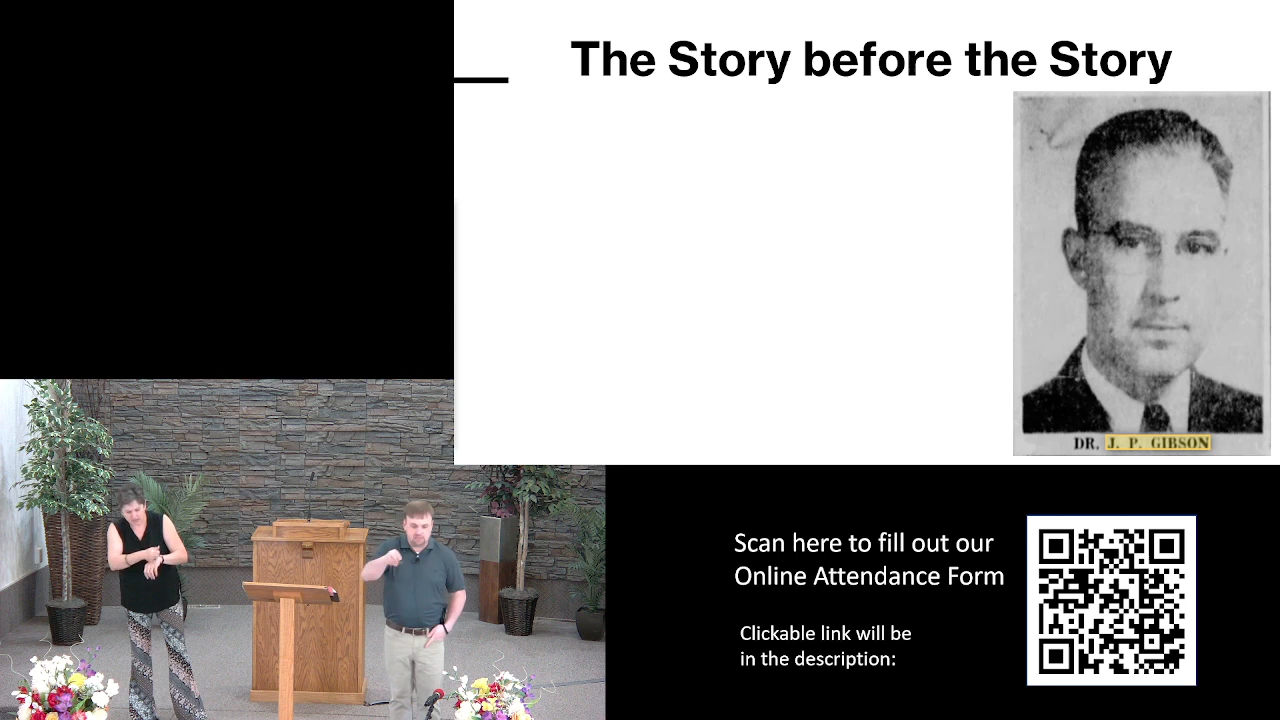 The Story before the Story
DR. J. P. GIBSON
Scan here to fill out our
Online Attendance Form
Clickable link will be
in the description: